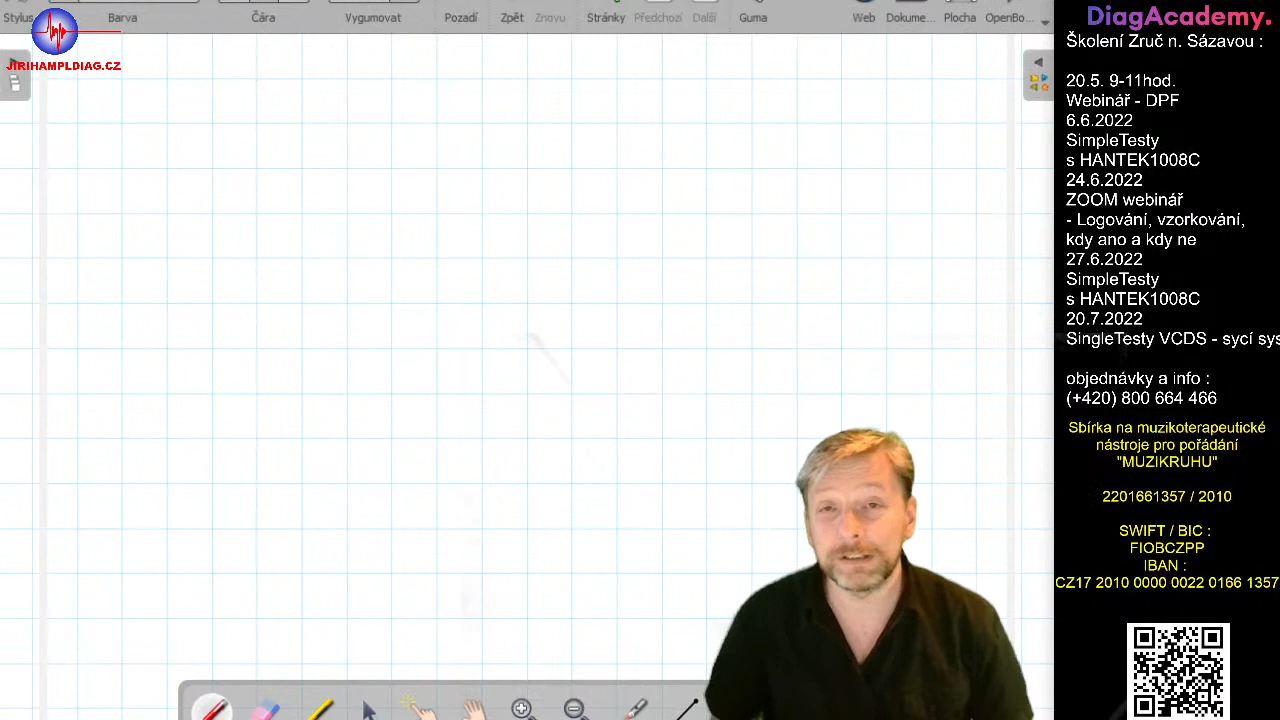 Stylus
Barva
Čára
Vygumovat
Pozadí
Zpět
Znovu
Stránky
Předchozí
Další
Guma
Web
Dokume...
Plocha
OpenBo...
JIRIHAMPLDIAG.CZ
DiagAcademy.
Školení Zruč n. Sázavou :
20.5. 9-11hod.
Webinář - DPF
6.6.2022
SimpleTesty
s HANTEK1008C
24.6.2022
ZOOM webinář
- Logování, vzorkování,
kdy ano a kdy ne
27.6.2022
SimpleTesty
s HANTEK1008C
20.7.2022
SingleTesty VCDS - sycí sys
objednávky a info :
(+420) 800 664 466
Sbírka na muzikoterapeutické
nástroje pro pořádání
"MUZIKRUHU"
2201661357 / 2010
SWIFT / BIC :
FIOBCZPP
IBAN :
CZ17 2010 0000 0022 0166 1357